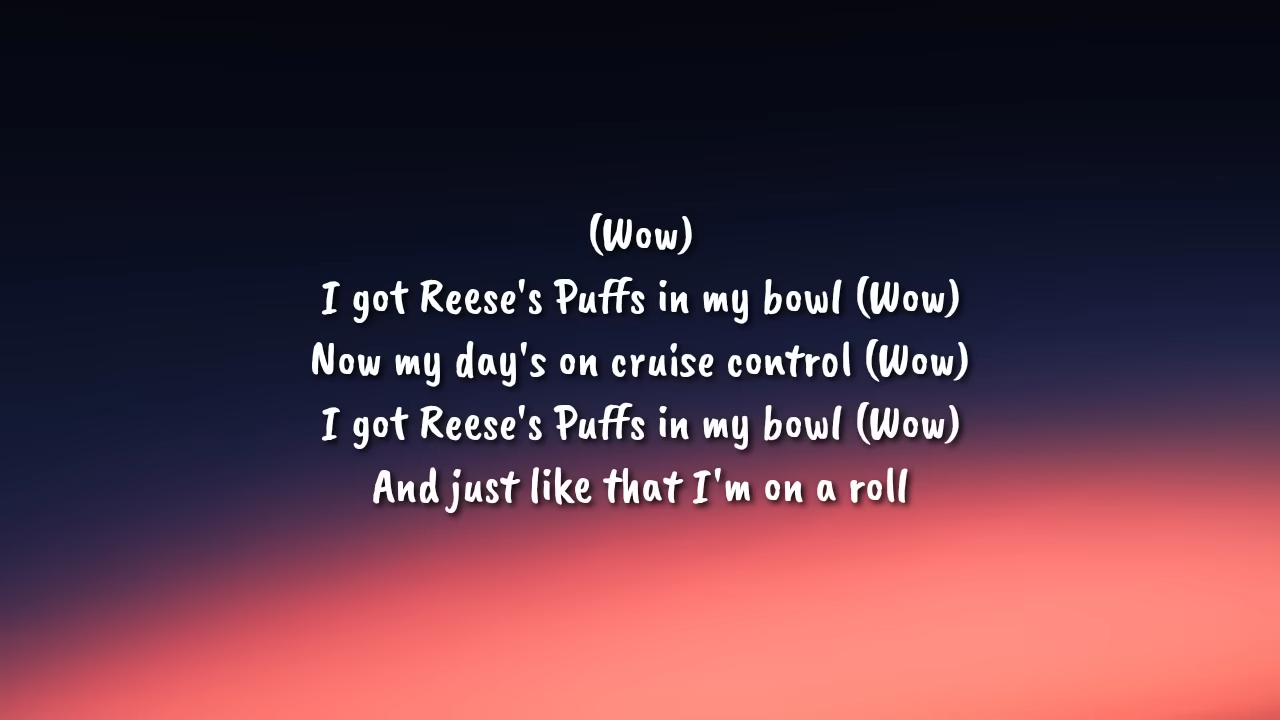 (Wow)
I got Reese's Puffs in my bowl (Wow)
Now my day's on cruise control (Wow)
I got Reese's Puffs in my bowl (Wow)
And just like that I'm on a roll